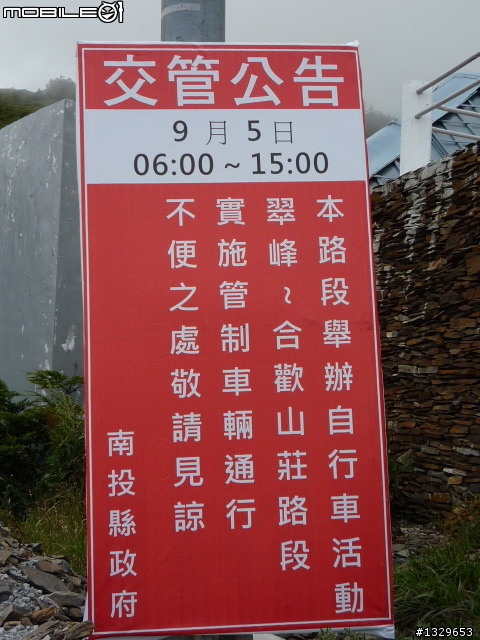 MOBILE01
交管公告
9 月 5 日
06:00 ~ 15:00
本路段舉辦自行車活動
翠峰~合歡山莊路段
實施管制車輛通行
不便之處敬請見諒
南投縣政府
#1329653